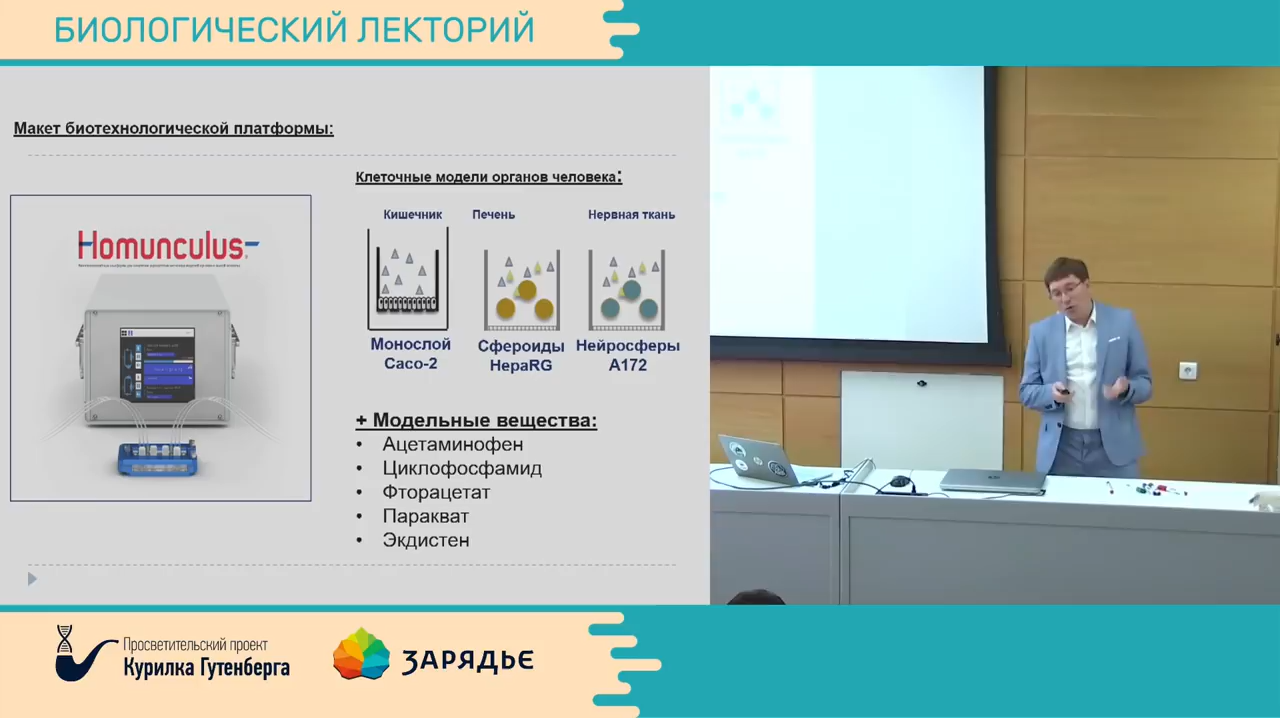 БИОЛОГИЧЕСКИЙ ЛЕКТОРИЙ
Макет биотехнологической платформы:
Клеточные модели органов человека:
Кишечник Печень Нервная ткань
Homunculus
Монослой
Caco-2
Сфероиды
HepaRG
Нейросферы
A172
+ Модельные вещества:
• Ацетаминофен
• Циклофосфамид
• Фторацетат
• Паракват
• Экдистен
Просветительский проект
Курилка Гутенберга
ЗАРЯДЬЕ